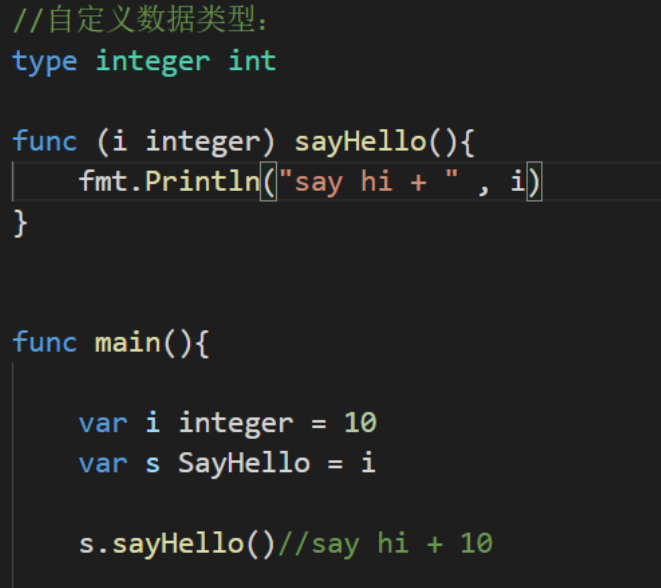 //自定义数据类型：
type integer int
func (i integer) sayHello(){
fmt.Println("say hi + " , i)
}
func main(){
var i integer = 10
var s SayHello = i
s.sayHello()//say hi + 10